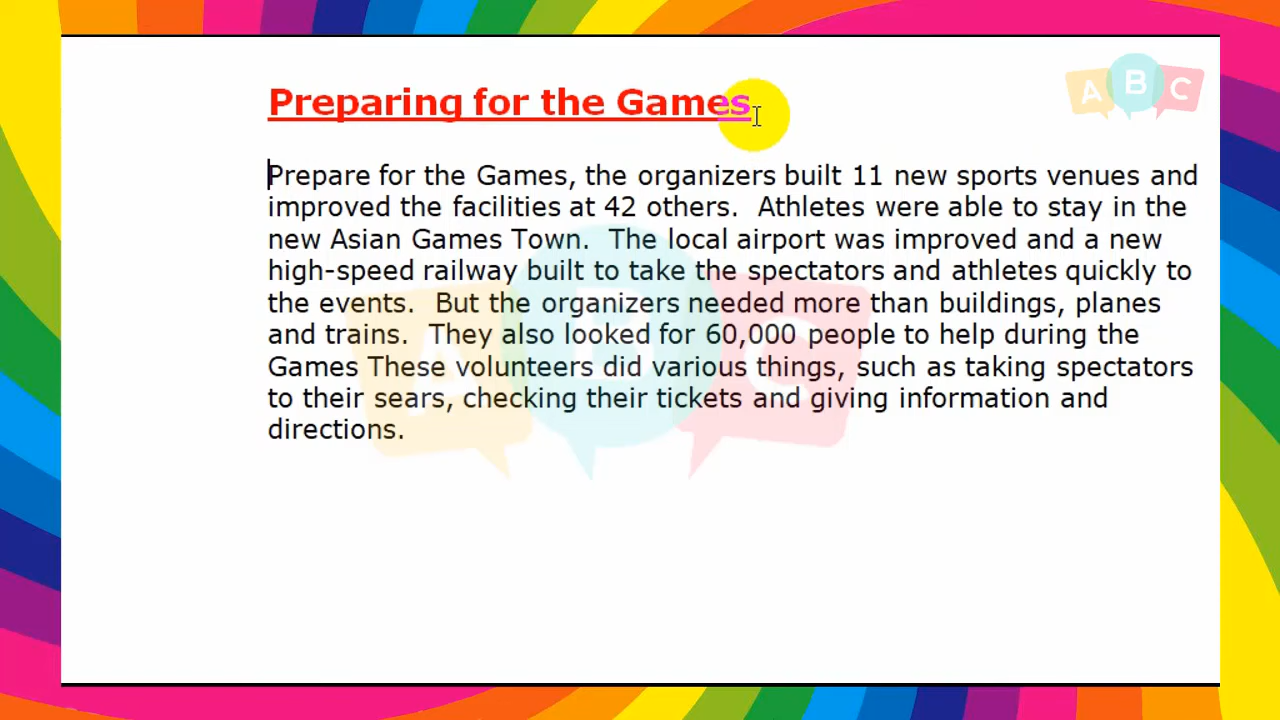 Preparing for the Games
A B C
Prepare for the Games, the organizers built 11 new sports venues and
improved the facilities at 42 others.  Athletes were able to stay in the
new Asian Games Town.  The local airport was improved and a new
high-speed railway built to take the spectators and athletes quickly to
the events.  But the organizers needed more than buildings, planes
and trains.  They also looked for 60,000 people to help during the
Games These volunteers did various things, such as taking spectators
to their sears, checking their tickets and giving information and
directions.
A B C